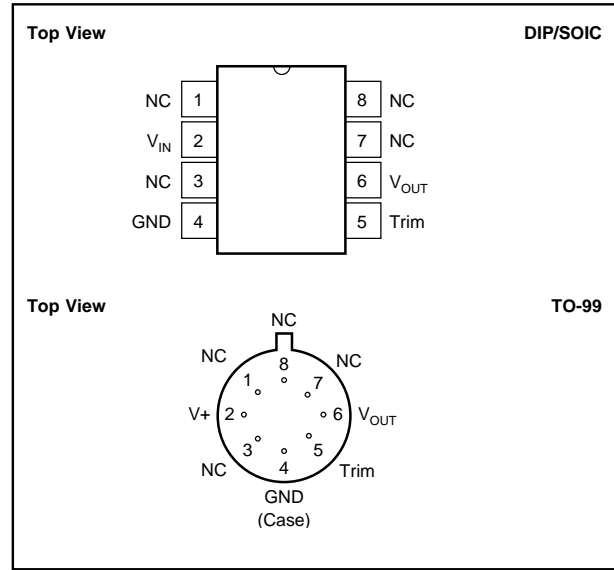 Top View DIP/SOIC
NC 1 8 NC
V_IN 2 7 NC
NC 3 6 V_OUT
GND 4 5 Trim
Top View TO-99
NC
NC 8 NC
1 7
V+ 2 6 V_OUT
3 5
NC 4 Trim
GND
(Case)